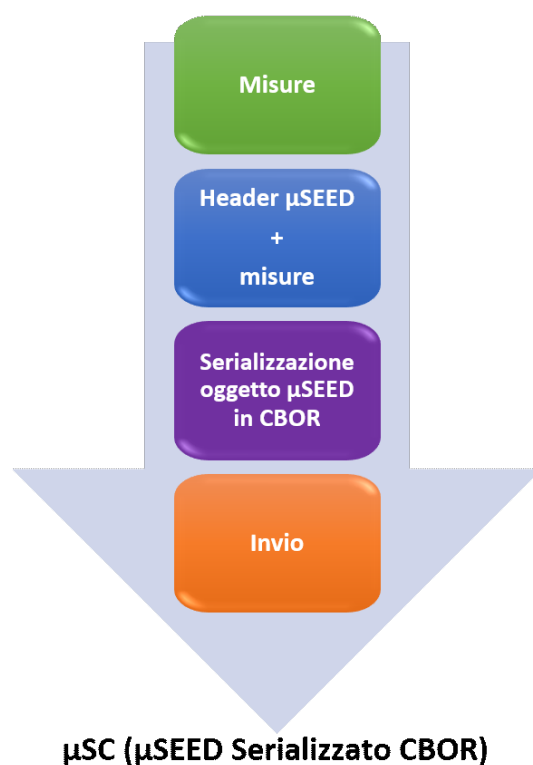 Misure
Header μSEED
+
misure
Serializzazione
oggetto μSEED
in CBOR
Invio
μSC (μSEED Serializzato CBOR)